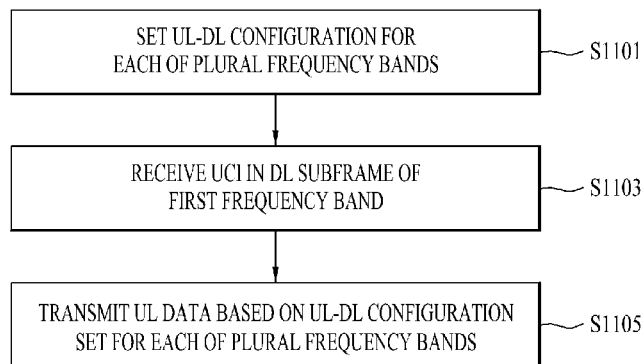 SET UL-DL CONFIGURATION FOR
EACH OF PLURAL FREQUENCY BANDS
S1101
RECEIVE UCI IN DL SUBFRAME OF
FIRST FREQUENCY BAND
S1103
TRANSMIT UL DATA BASED ON UL-DL CONFIGURATION
SET FOR EACH OF PLURAL FREQUENCY BANDS
S1105